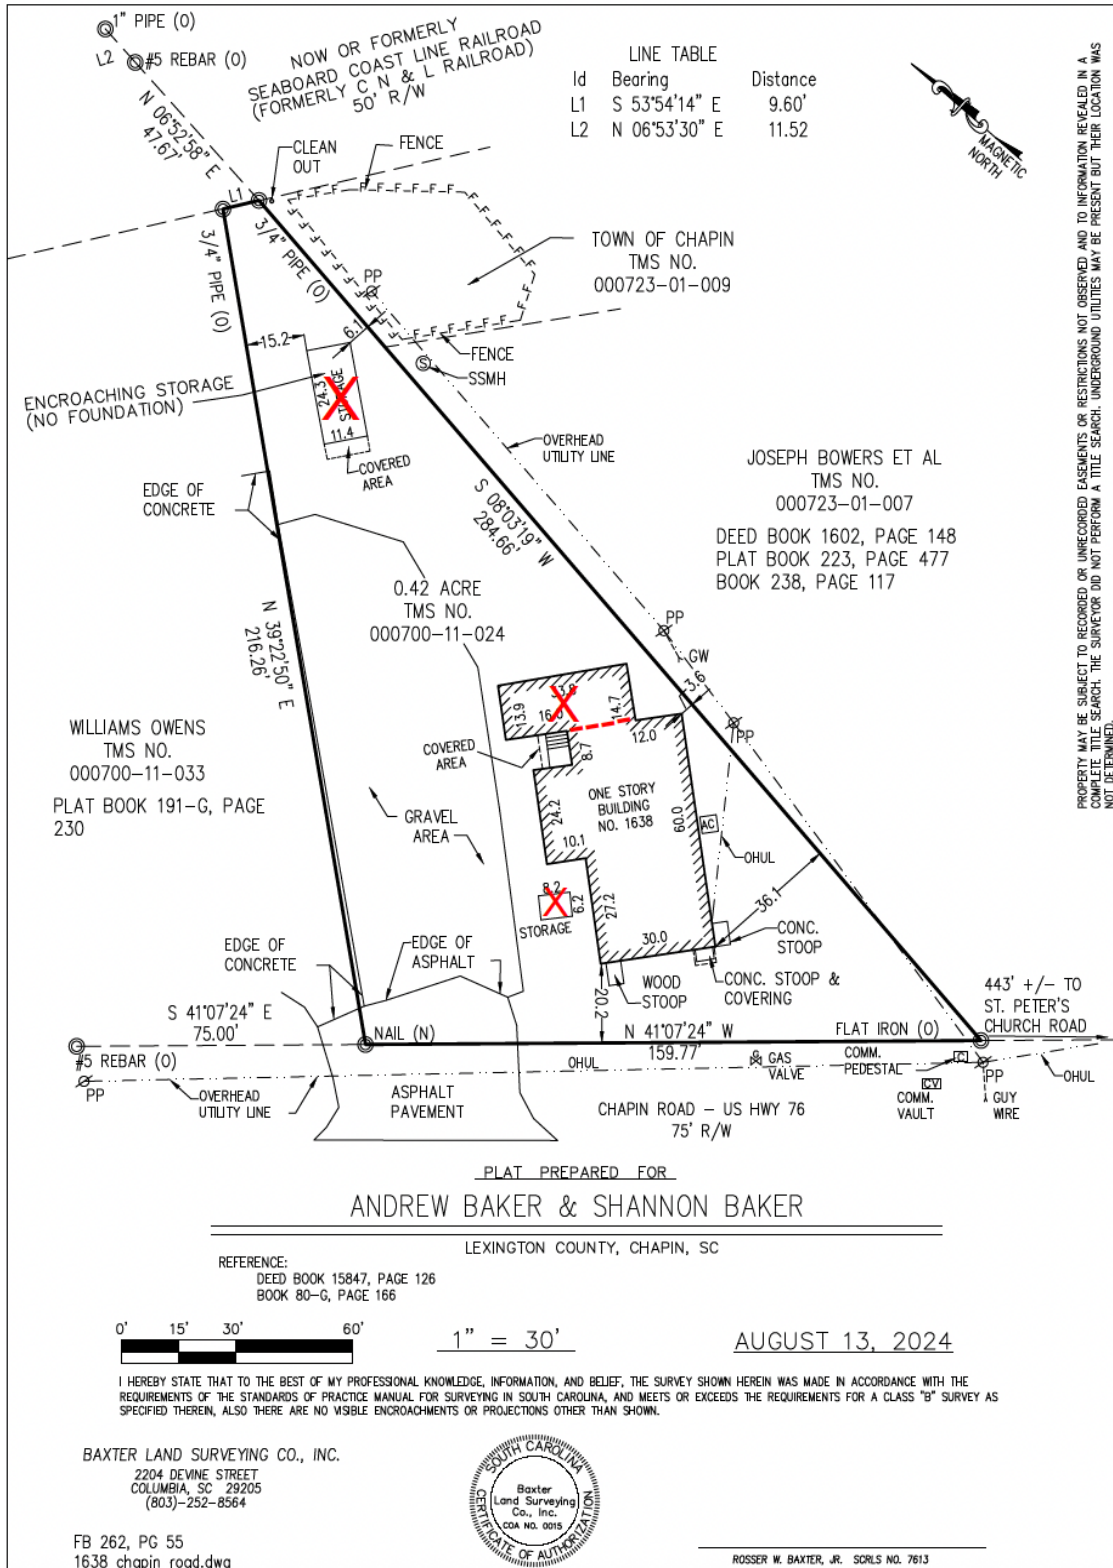 1" PIPE (O)
L2
#5 REBAR (O)
N 06°52'58" E
47.67'
NOW OR FORMERLY
SEABOARD COAST LINE RAILROAD
(FORMERLY C N & L RAILROAD)
50' R/W
LINE TABLE
Id Bearing Distance
L1 S 53°54'14" E 9.60'
L2 N 06°53'30" E 11.52
MAGNETIC
NORTH
CLEAN
OUT
FENCE
L1
3/4" PIPE (O)
3/4" PIPE (O)
PP
TOWN OF CHAPIN
TMS NO.
000723-01-009
15.2
6.1
FENCE
SSMH
S
ENCROACHING STORAGE
(NO FOUNDATION)
24.3
STORAGE
11.4
COVERED
AREA
OVERHEAD
UTILITY LINE
EDGE OF
CONCRETE
S 08°03'19" W
284.66'
JOSEPH BOWERS ET AL
TMS NO.
000723-01-007
DEED BOOK 1602, PAGE 148
PLAT BOOK 223, PAGE 477
BOOK 238, PAGE 117
0.42 ACRE
TMS NO.
000700-11-024
N 39°22'50" E
216.26'
PP
GW
3.6
PP
33.8
13.9
16.0
14.7
12.0
WILLIAMS OWENS
TMS NO.
000700-11-033
PLAT BOOK 191-G, PAGE
230
COVERED
AREA
8.7
ONE STORY
BUILDING
NO. 1638
24.2
60.0
AC
GRAVEL
AREA
10.1
OHUL
8.2
6.2
STORAGE
27.2
36.1
30.0
CONC.
STOOP
EDGE OF
CONCRETE
EDGE OF
ASPHALT
WOOD
STOOP
CONC. STOOP &
COVERING
20.2
443' +/- TO
ST. PETER'S
CHURCH ROAD
S 41°07'24" E
75.00'
NAIL (N)
N 41°07'24" W
159.77'
FLAT IRON (O)
#5 REBAR (O)
PP
OVERHEAD
UTILITY LINE
OHUL
G
GAS
VALVE
COMM.
PEDESTAL
C
PP
OHUL
CV
COMM.
VAULT
GUY
WIRE
ASPHALT
PAVEMENT
CHAPIN ROAD - US HWY 76
75' R/W
PROPERTY MAY BE SUBJECT TO RECORDED OR UNRECORDED EASEMENTS OR RESTRICTIONS NOT OBSERVED AND TO INFORMATION REVEALED IN A
COMPLETE TITLE SEARCH. THE SURVEYOR DID NOT PERFORM A TITLE SEARCH. UNDERGROUND UTILITIES MAY BE PRESENT BUT THEIR LOCATION WAS
NOT DETERMINED.
PLAT PREPARED FOR
ANDREW BAKER & SHANNON BAKER
LEXINGTON COUNTY, CHAPIN, SC
REFERENCE:
DEED BOOK 15847, PAGE 126
BOOK 80-G, PAGE 166
0' 15' 30' 60'
1" = 30'
AUGUST 13, 2024
I HEREBY STATE THAT TO THE BEST OF MY PROFESSIONAL KNOWLEDGE, INFORMATION, AND BELIEF, THE SURVEY SHOWN HEREIN WAS MADE IN ACCORDANCE WITH THE
REQUIREMENTS OF THE STANDARDS OF PRACTICE MANUAL FOR SURVEYING IN SOUTH CAROLINA, AND MEETS OR EXCEEDS THE REQUIREMENTS FOR A CLASS "B" SURVEY AS
SPECIFIED THEREIN, ALSO THERE ARE NO VISIBLE ENCROACHMENTS OR PROJECTIONS OTHER THAN SHOWN.
BAXTER LAND SURVEYING CO., INC.
2204 DEVINE STREET
COLUMBIA, SC 29205
(803)-252-8564
FB 262, PG 55
1638 chapin road.dwg
SOUTH CAROLINA
Baxter
Land Surveying
Co., Inc.
COA NO. 0015
CERTIFICATE OF AUTHORIZATION
ROSSER W. BAXTER, JR. SCRLS NO. 7613